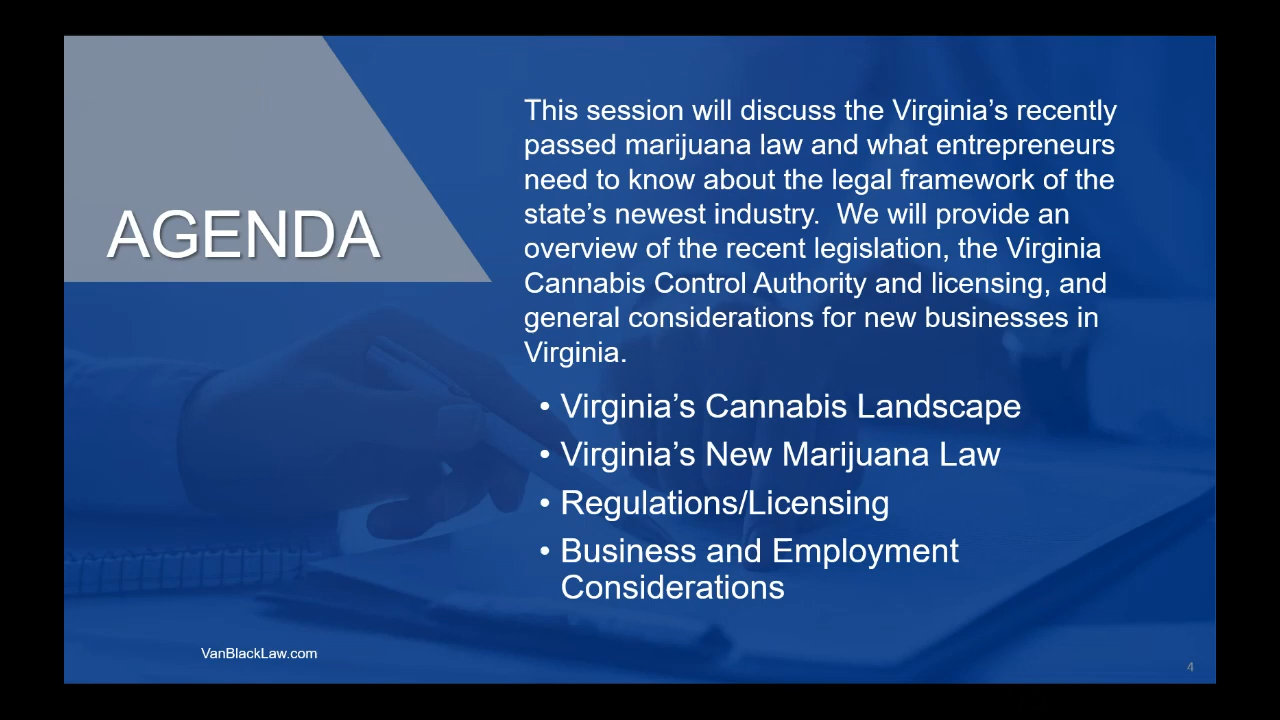 AGENDA
This session will discuss the Virginia’s recently
passed marijuana law and what entrepreneurs
need to know about the legal framework of the
state’s newest industry.  We will provide an
overview of the recent legislation, the Virginia
Cannabis Control Authority and licensing, and
general considerations for new businesses in
Virginia.
• Virginia’s Cannabis Landscape
• Virginia’s New Marijuana Law
• Regulations/Licensing
• Business and Employment
Considerations
VanBlackLaw.com
4